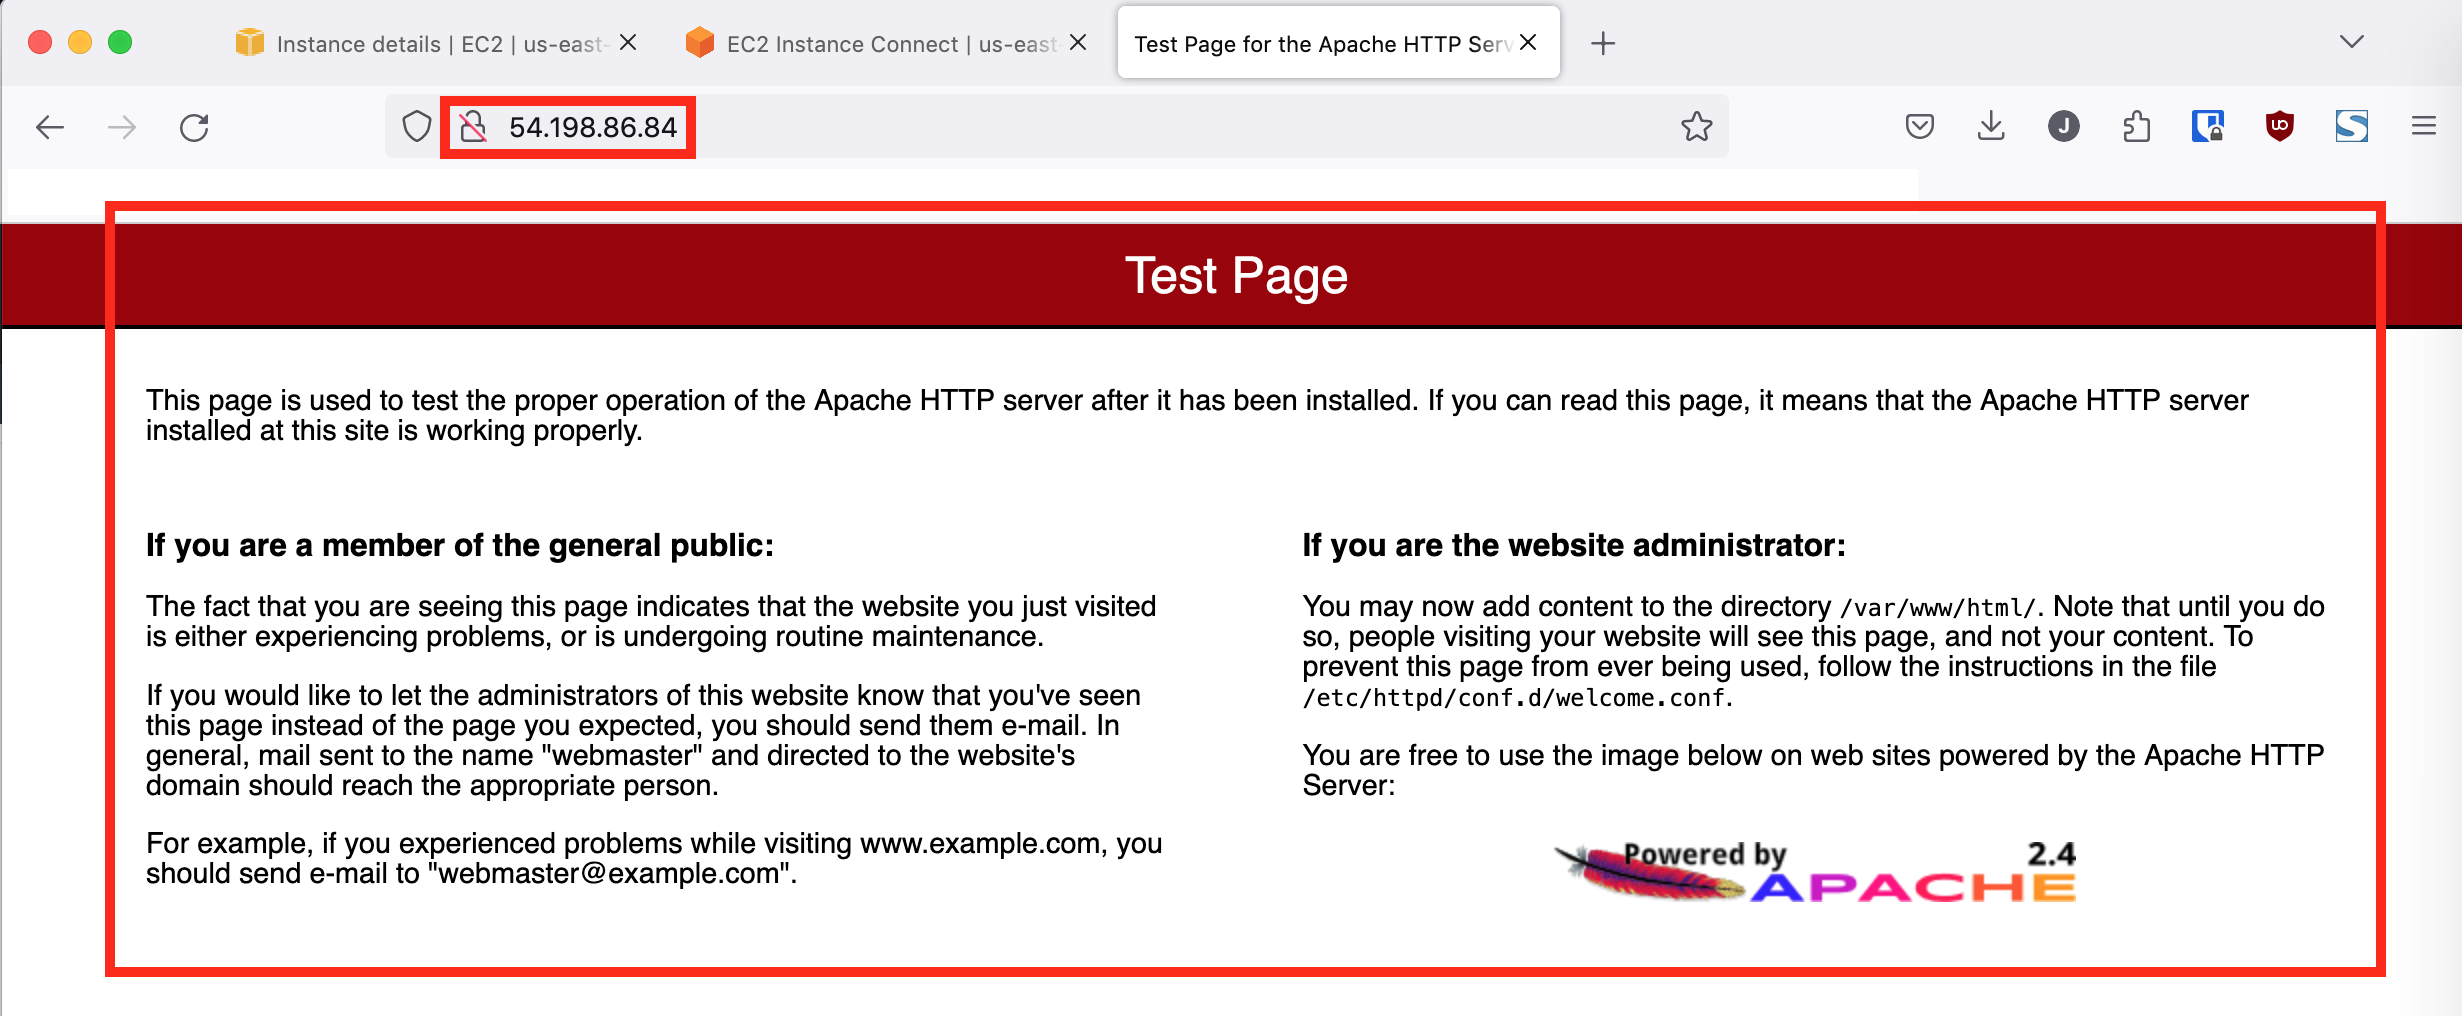 Instance details | EC2 | us-east-
EC2 Instance Connect | us-east-
Test Page for the Apache HTTP Serv
54.198.86.84
J
Test Page
This page is used to test the proper operation of the Apache HTTP server after it has been installed. If you can read this page, it means that the Apache HTTP server
installed at this site is working properly.
If you are a member of the general public:
The fact that you are seeing this page indicates that the website you just visited
is either experiencing problems, or is undergoing routine maintenance.
If you would like to let the administrators of this website know that you've seen
this page instead of the page you expected, you should send them e-mail. In
general, mail sent to the name "webmaster" and directed to the website's
domain should reach the appropriate person.
For example, if you experienced problems while visiting www.example.com, you
should send e-mail to "webmaster@example.com".
If you are the website administrator:
You may now add content to the directory /var/www/html/. Note that until you do
so, people visiting your website will see this page, and not your content. To
prevent this page from ever being used, follow the instructions in the file
/etc/httpd/conf.d/welcome.conf.
You are free to use the image below on web sites powered by the Apache HTTP
Server:
Powered by 2.4
APACHE